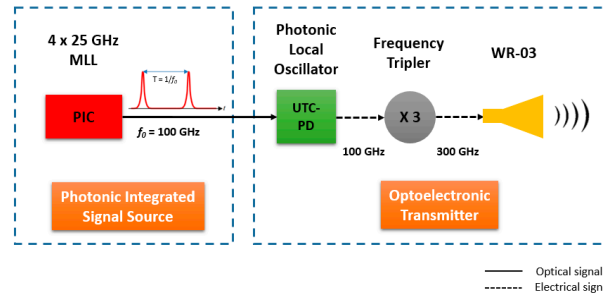 4 x 25 GHz
MLL
T = 1/f₀
t
PIC
f₀ = 100 GHz
Photonic Integrated
Signal Source
Photonic
Local
Oscillator
Frequency
Tripler
WR-03
UTC-
PD
X 3
100 GHz
300 GHz
Optoelectronic
Transmitter
Optical signal
Electrical sign